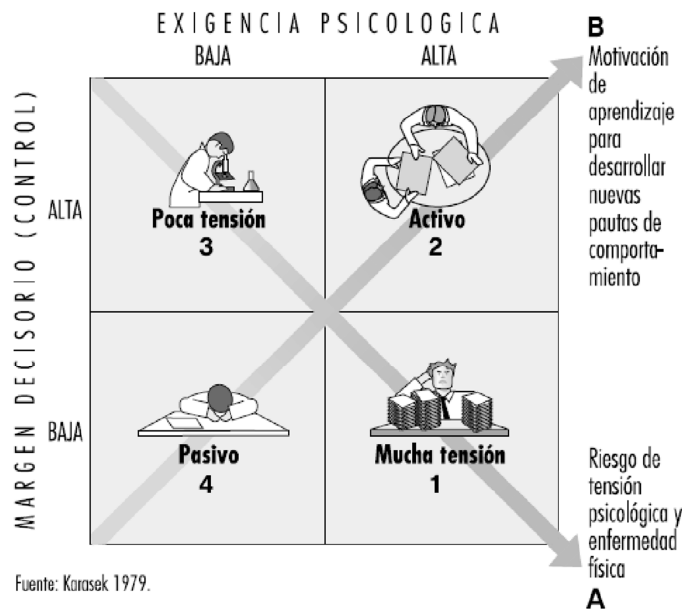 EXIGENCIA PSICOLOGICA
BAJA
ALTA
B
Motivación
de
aprendizaje
para
desarrollar
nuevas
pautas de
comporta-
miento
MARGEN DECISORIO (CONTROL)
ALTA
Poca tensión
3
Activo
2
BAJA
Pasivo
4
Mucha tensión
1
Riesgo de
tensión
psicológica y
enfermedad
física
A
Fuente: Karasek 1979.